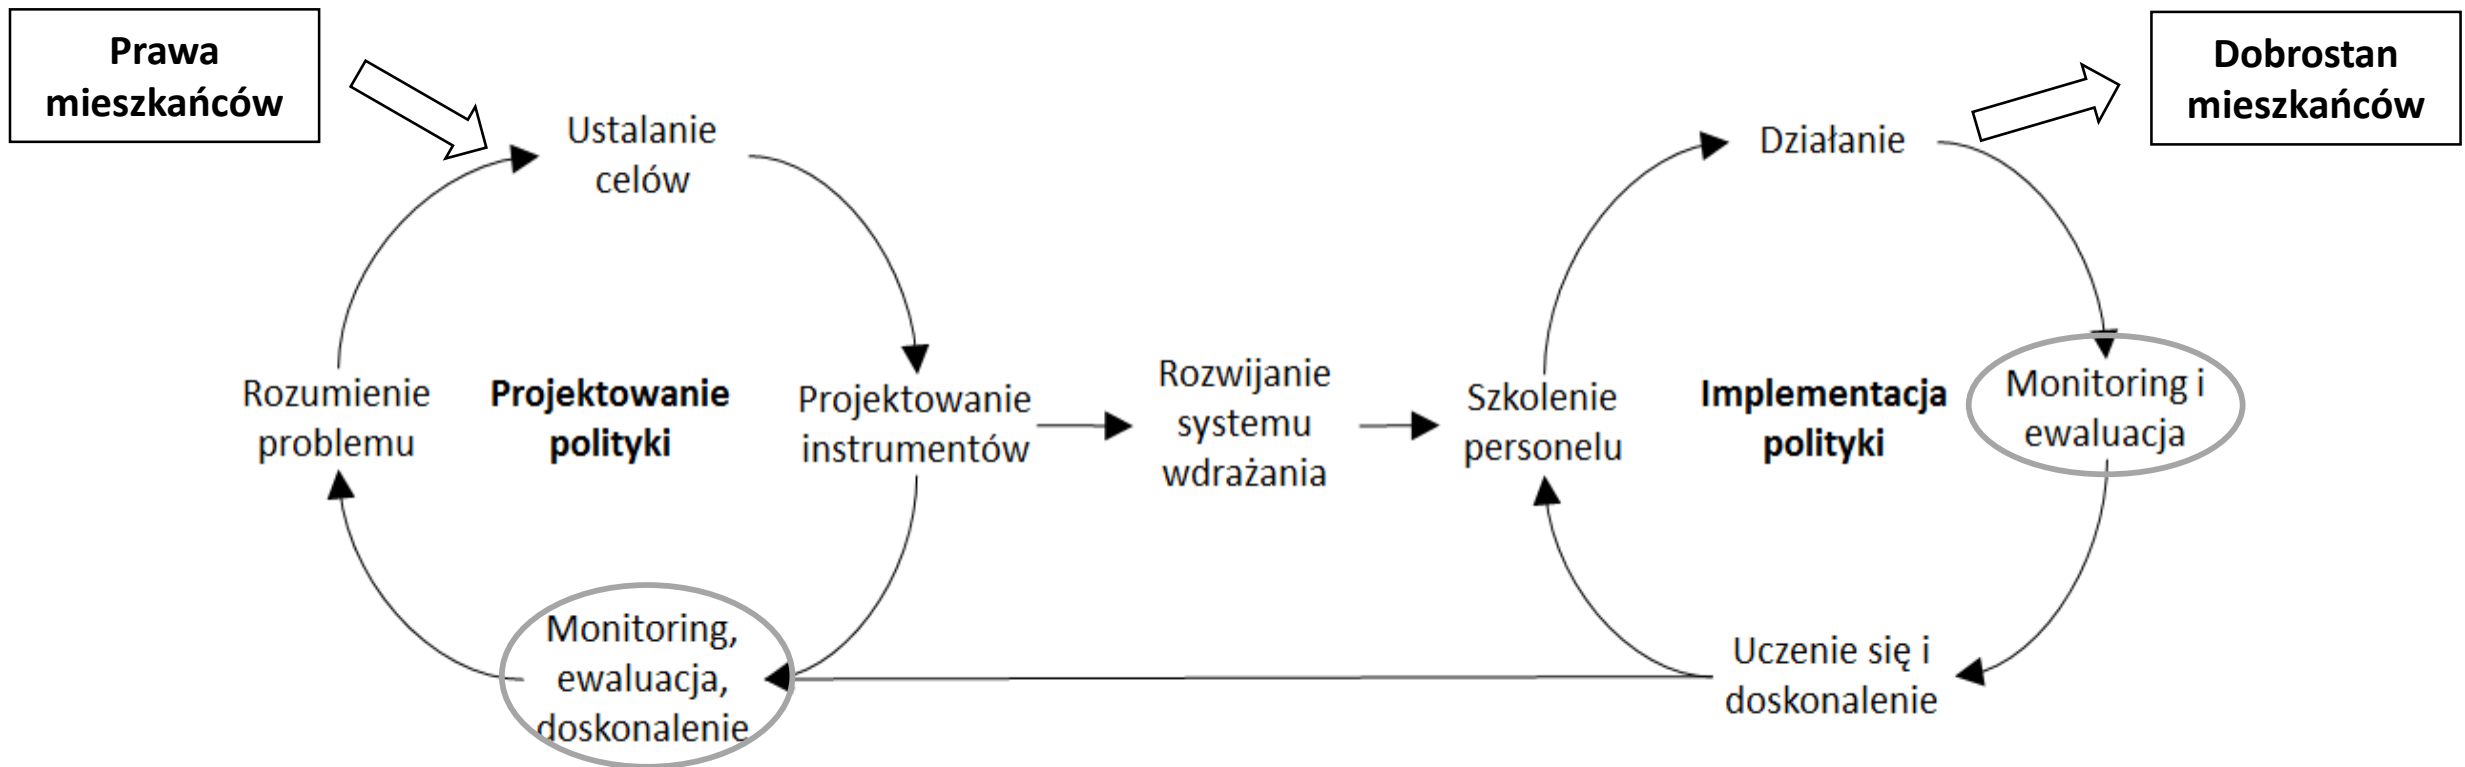 Prawa
mieszkańców
Dobrostan
mieszkańców
Ustalanie
celów
Działanie
Rozumienie
problemu
Projektowanie
polityki
Projektowanie
instrumentów
Rozwijanie
systemu
wdrażania
Szkolenie
personelu
Implementacja
polityki
Monitoring i
ewaluacja
Monitoring,
ewaluacja,
doskonalenie
Uczenie się i
doskonalenie